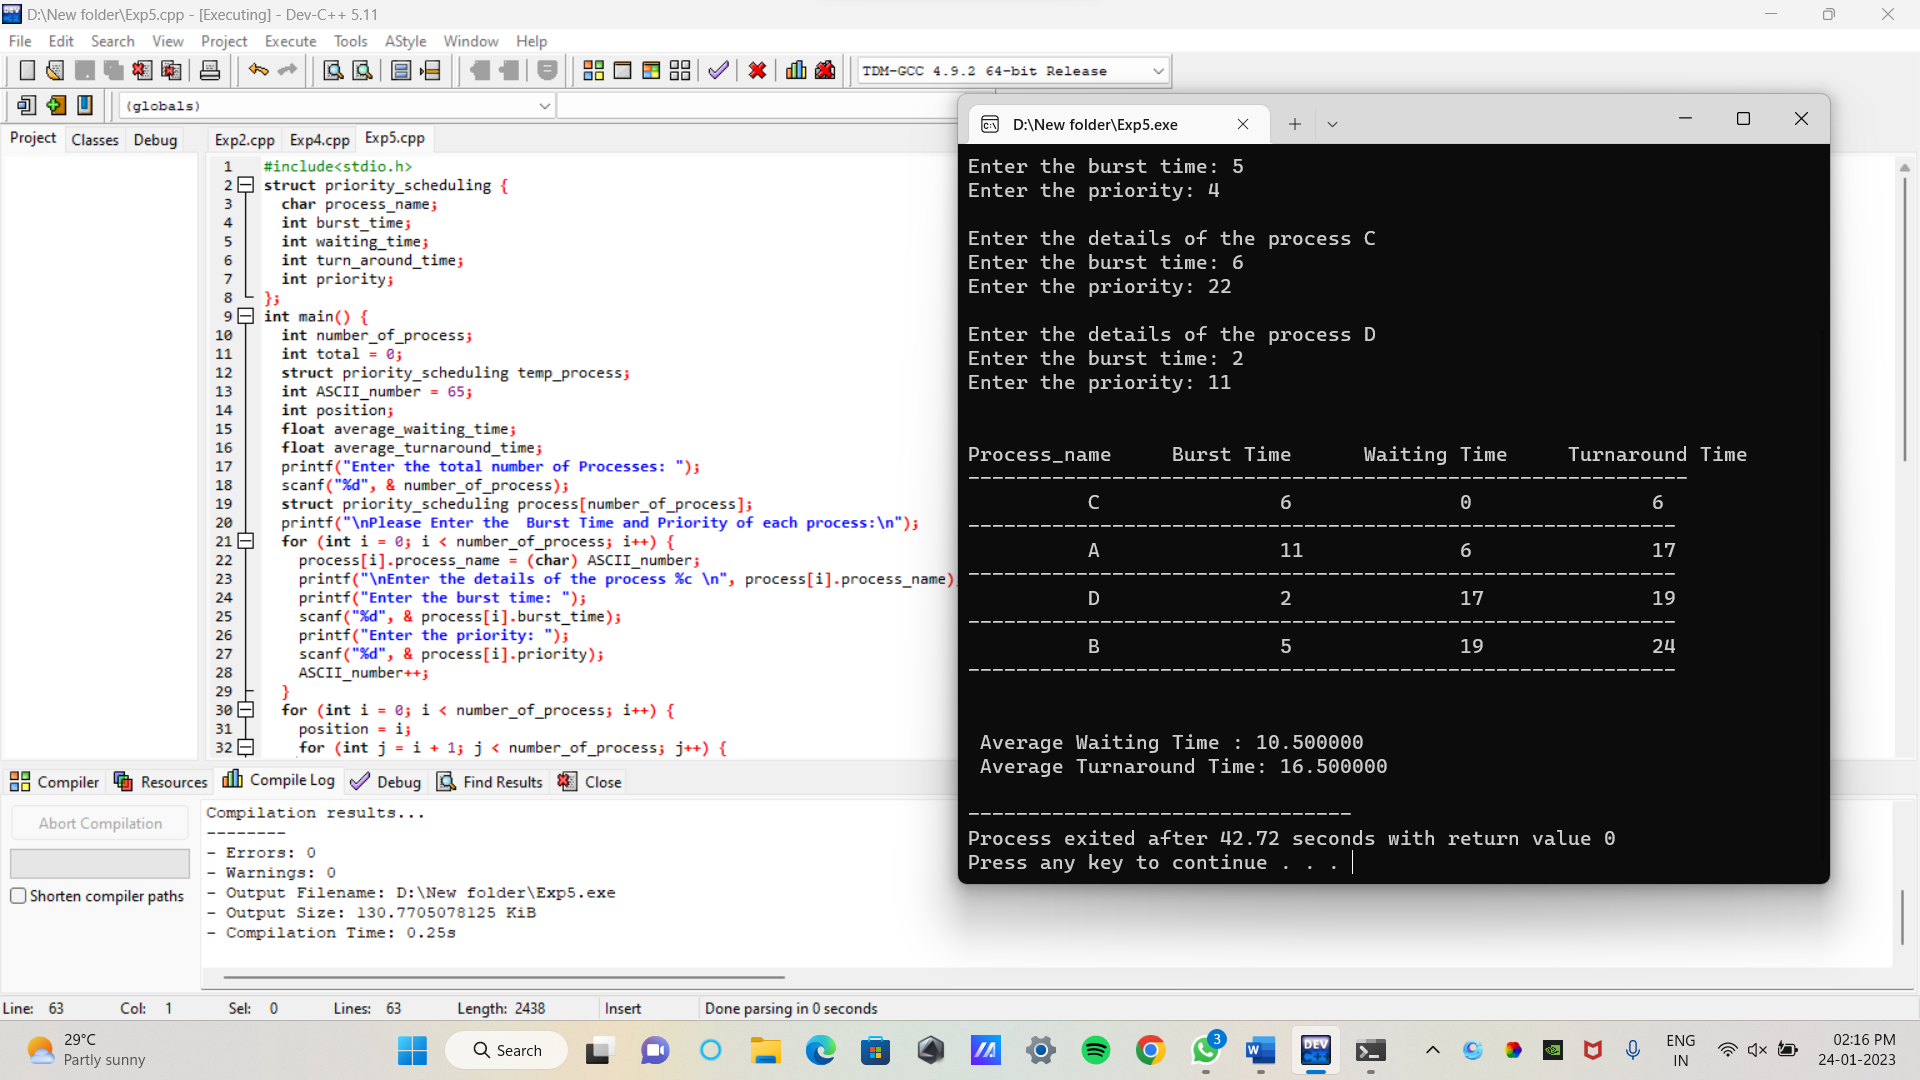 D:\New folder\Exp5.cpp - [Executing] - Dev-C++ 5.11
File Edit Search View Project Execute Tools AStyle Window Help
TDM-GCC 4.9.2 64-bit Release
(globals)
Project Classes Debug
Exp2.cpp Exp4.cpp Exp5.cpp
1 #include<stdio.h>
2 struct priority_scheduling {
3 char process_name;
4 int burst_time;
5 int waiting_time;
6 int turn_around_time;
7 int priority;
8 };
9 int main() {
10 int number_of_process;
11 int total = 0;
12 struct priority_scheduling temp_process;
13 int ASCII_number = 65;
14 int position;
15 float average_waiting_time;
16 float average_turnaround_time;
17 printf("Enter the total number of Processes: ");
18 scanf("%d", & number_of_process);
19 struct priority_scheduling process[number_of_process];
20 printf("\nPlease Enter the  Burst Time and Priority of each process:\n");
21 for (int i = 0; i < number_of_process; i++) {
22 process[i].process_name = (char) ASCII_number;
23 printf("\nEnter the details of the process %c \n", process[i].process_name)
24 printf("Enter the burst time: ");
25 scanf("%d", & process[i].burst_time);
26 printf("Enter the priority: ");
27 scanf("%d", & process[i].priority);
28 ASCII_number++;
29 }
30 for (int i = 0; i < number_of_process; i++) {
31 position = i;
32 for (int j = i + 1; j < number_of_process; j++) {
D:\New folder\Exp5.exe
Enter the burst time: 5
Enter the priority: 4
Enter the details of the process C
Enter the burst time: 6
Enter the priority: 22
Enter the details of the process D
Enter the burst time: 2
Enter the priority: 11
Process_name Burst Time Waiting Time Turnaround Time
------------------------------------------------------------
C 6 0 6
-----------------------------------------------------------
A 11 6 17
-----------------------------------------------------------
D 2 17 19
-----------------------------------------------------------
B 5 19 24
-----------------------------------------------------------
Average Waiting Time : 10.500000
Average Turnaround Time: 16.500000
--------------------------------
Process exited after 42.72 seconds with return value 0
Press any key to continue . . .
Compiler Resources Compile Log Debug Find Results Close
Abort Compilation
Shorten compiler paths
Compilation results...
--------
- Errors: 0
- Warnings: 0
- Output Filename: D:\New folder\Exp5.exe
- Output Size: 130.7705078125 KiB
- Compilation Time: 0.25s
Line: 63 Col: 1 Sel: 0 Lines: 63 Length: 2438 Insert Done parsing in 0 seconds
29°C
Partly sunny
Search
3
DEV
ENG
IN
02:16 PM
24-01-2023